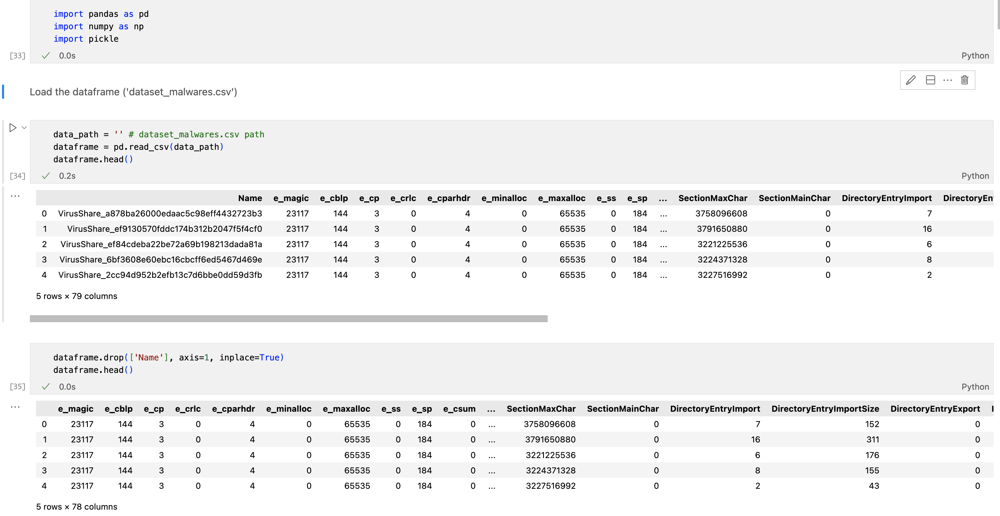 import pandas as pd
import numpy as np
import pickle
[33] 0.0s Python
Load the dataframe ('dataset_malwares.csv')
data_path = '' # dataset_malwares.csv path
dataframe = pd.read_csv(data_path)
dataframe.head()
[34] 0.2s Python
... Name e_magic e_cblp e_cp e_crlc e_cparhdr e_minalloc e_maxalloc e_ss e_sp ... SectionMaxChar SectionMainChar DirectoryEntryImport DirectoryEn
0 VirusShare_a878ba26000edaac5c98eff4432723b3 23117 144 3 0 4 0 65535 0 184 ... 3758096608 0 7
1 VirusShare_ef9130570fddc174b312b2047f5f4cf0 23117 144 3 0 4 0 65535 0 184 ... 3791650880 0 16
2 VirusShare_ef84cdeba22be72a69b198213dada81a 23117 144 3 0 4 0 65535 0 184 ... 3221225536 0 6
3 VirusShare_6bf3608e60ebc16cbcff6ed5467d469e 23117 144 3 0 4 0 65535 0 184 ... 3224371328 0 8
4 VirusShare_2cc94d952b2efb13c7d6bbe0dd59d3fb 23117 144 3 0 4 0 65535 0 184 ... 3227516992 0 2
5 rows × 79 columns
dataframe.drop(['Name'], axis=1, inplace=True)
dataframe.head()
[35] 0.0s Python
... e_magic e_cblp e_cp e_crlc e_cparhdr e_minalloc e_maxalloc e_ss e_sp e_csum ... SectionMaxChar SectionMainChar DirectoryEntryImport DirectoryEntryImportSize DirectoryEntryExport
0 23117 144 3 0 4 0 65535 0 184 0 ... 3758096608 0 7 152 0
1 23117 144 3 0 4 0 65535 0 184 0 ... 3791650880 0 16 311 0
2 23117 144 3 0 4 0 65535 0 184 0 ... 3221225536 0 6 176 0
3 23117 144 3 0 4 0 65535 0 184 0 ... 3224371328 0 8 155 0
4 23117 144 3 0 4 0 65535 0 184 0 ... 3227516992 0 2 43 0
5 rows × 78 columns